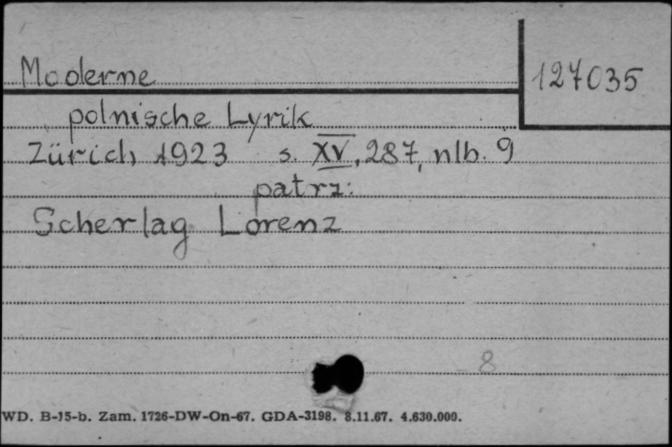 Moderne
127035
polnische Lyrik
Zürich 1923 s. XV, 287, nlb. 9
patrz:
Scherlag Lorenz
8
WD. B-15-b. Zam. 1726-DW-On-67. GDA-3198. 8.11.67. 4.630.000.